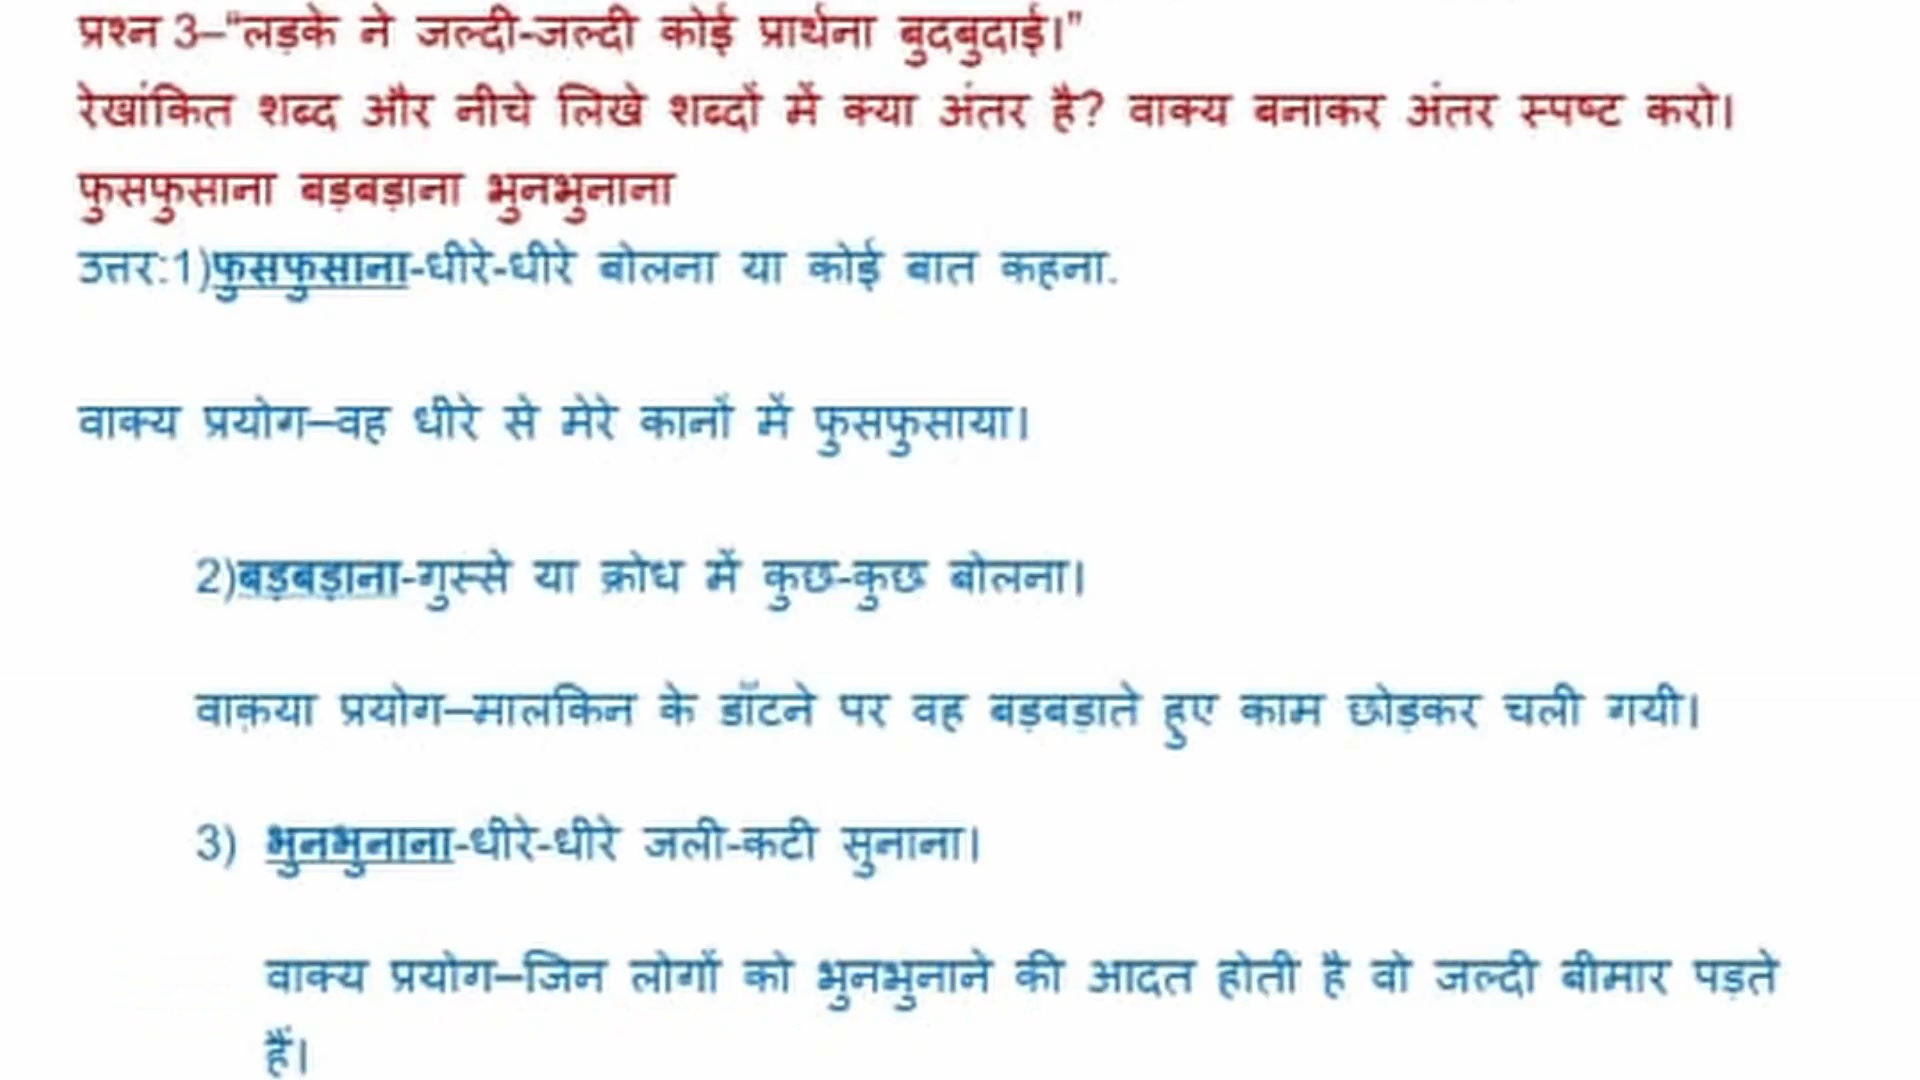 प्रश्न 3–“लड़के ने जल्दी-जल्दी कोई प्रार्थना बुदबुदाई।”
रेखांकित शब्द और नीचे लिखे शब्दों में क्या अंतर है? वाक्य बनाकर अंतर स्पष्ट करो।
फुसफुसाना बड़बड़ाना भुनभुनाना
उत्तर:1)फुसफुसाना-धीरे-धीरे बोलना या कोई बात कहना.
वाक्य प्रयोग–वह धीरे से मेरे कानों में फुसफुसाया।
2)बड़बड़ाना-गुस्से या क्रोध में कुछ-कुछ बोलना।
वाक़या प्रयोग–मालकिन के डाँटने पर वह बड़बड़ाते हुए काम छोड़कर चली गयी।
3) भुनभुनाना-धीरे-धीरे जली-कटी सुनाना।
वाक्य प्रयोग–जिन लोगों को भुनभुनाने की आदत होती है वो जल्दी बीमार पड़ते
हैं।